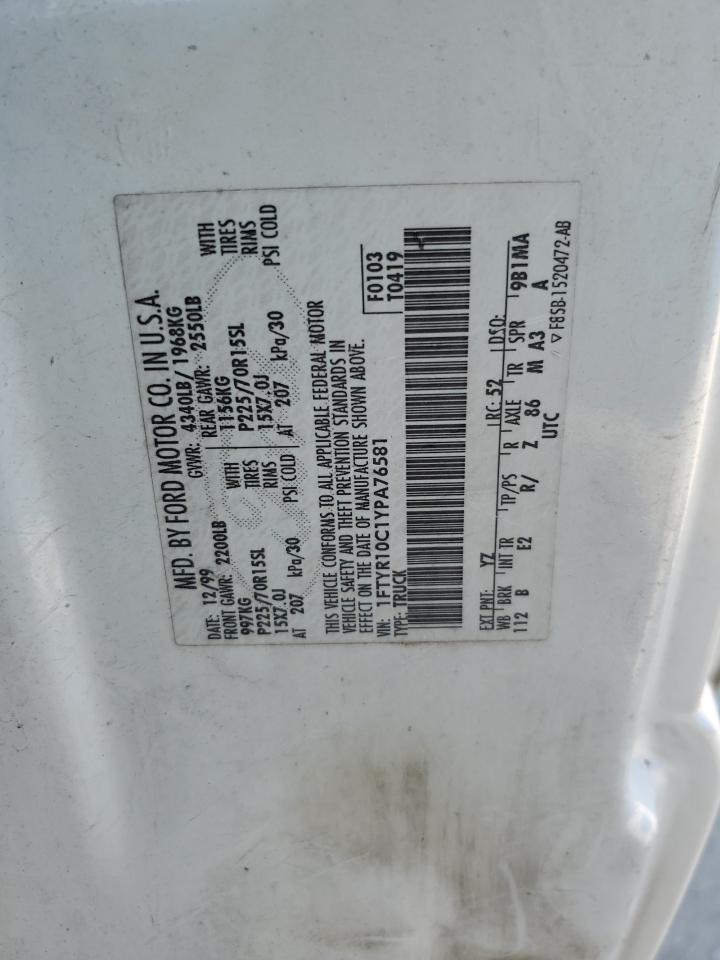 MFD. BY FORD MOTOR CO. IN U.S.A.
DATE: 12/99 GVWR: 4340LB/ 1968KG
FRONT GAWR: 2200LB REAR GAWR: 2550LB
997KG WITH 1156KG WITH
P225/70R15SL TIRES P225/70R15SL TIRES
15X7.0J RIMS 15X7.0J RIMS
AT 207 kPa/30 PSI COLD AT 207 kPa/30 PSI COLD
THIS VEHICLE CONFORMS TO ALL APPLICABLE FEDERAL MOTOR
VEHICLE SAFETY AND THEFT PREVENTION STANDARDS IN
EFFECT ON THE DATE OF MANUFACTURE SHOWN ABOVE.
VIN: 1FTYR10C1YPA76581 F0103
TYPE: TRUCK T0419
EXT PNT: YZ RC: 52 DSO:
WB BRK INT TR TP/PS R AXLE TR SPR 9B1MA
112 B E2 R/ Z 86 M A3 A
UTC
▽ F85B-1520472-AB